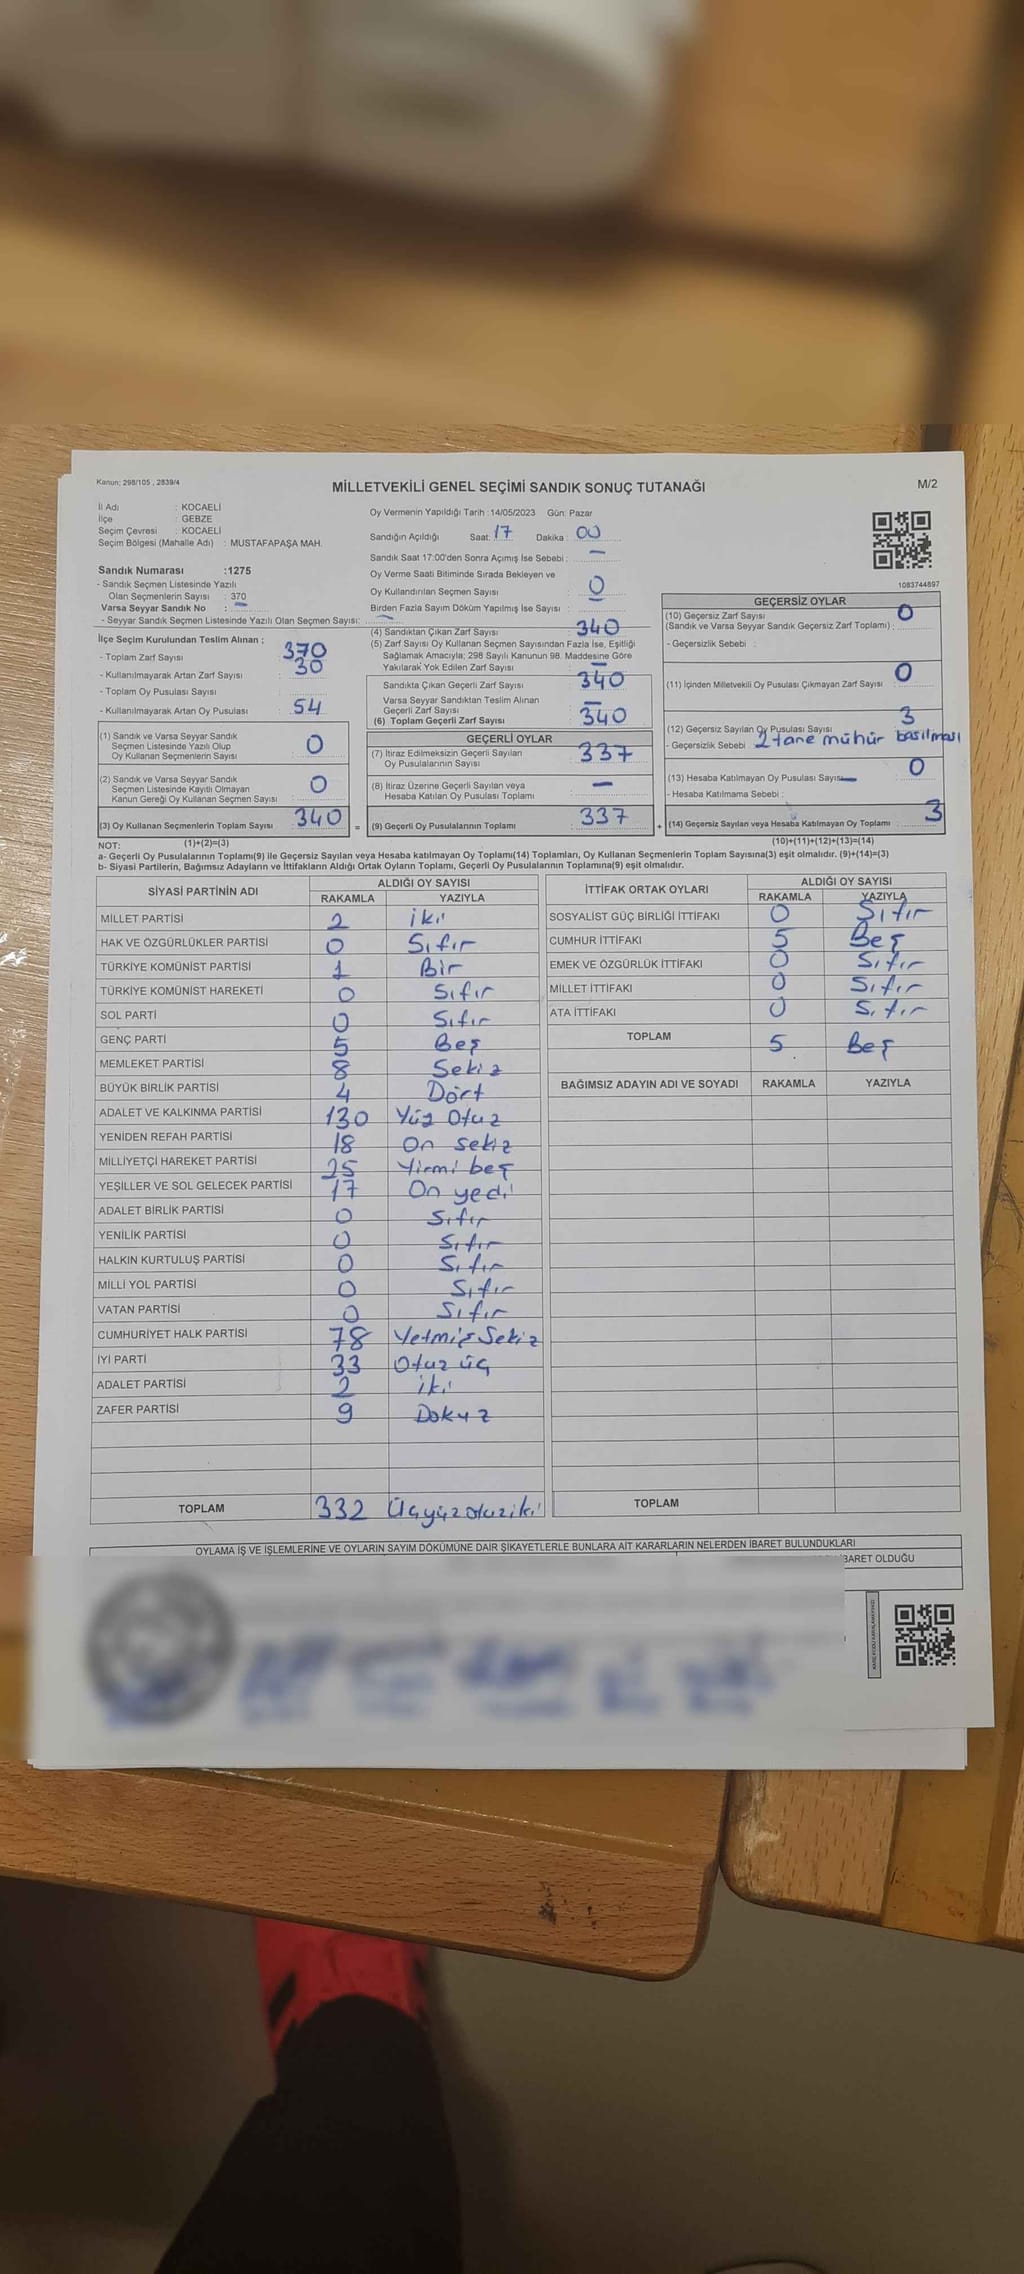 Kanun: 298/105 , 2839/4
MİLLETVEKİLİ GENEL SEÇİMİ SANDIK SONUÇ TUTANAĞI
M/2
İl Adı : KOCAELİ
İlçe : GEBZE
Seçim Çevresi : KOCAELİ
Seçim Bölgesi (Mahalle Adı) : MUSTAFAPAŞA MAH.
Sandık Numarası :1275
- Sandık Seçmen Listesinde Yazılı
Olan Seçmenlerin Sayısı : 370
Varsa Seyyar Sandık No : –
- Seyyar Sandık Seçmen Listesinde Yazılı Olan Seçmen Sayısı: –
İlçe Seçim Kurulundan Teslim Alınan ;
- Toplam Zarf Sayısı 370
- Kullanılmayarak Artan Zarf Sayısı : 30
- Toplam Oy Pusulası Sayısı :
- Kullanılmayarak Artan Oy Pusulası : 54
(1) Sandık ve Varsa Seyyar Sandık
Seçmen Listesinde Yazılı Olup
Oy Kullanan Seçmenlerin Sayısı 0
(2) Sandık ve Varsa Seyyar Sandık
Seçmen Listesinde Kayıtlı Olmayan
Kanun Gereği Oy Kullanan Seçmen Sayısı 0
(3) Oy Kullanan Seçmenlerin Toplam Sayısı 340
Oy Vermenin Yapıldığı Tarih :14/05/2023 Gün: Pazar
Sandığın Açıldığı Saat: 17 Dakika : 00
Sandık Saat 17:00'den Sonra Açımış İse Sebebi : –
Oy Verme Saati Bitiminde Sırada Bekleyen ve
Oy Kullandırılan Seçmen Sayısı : 0
Birden Fazla Sayım Döküm Yapılmış İse Sayısı : –
(4) Sandıktan Çıkan Zarf Sayısı : 340
(5) Zarf Sayısı Oy Kullanan Seçmen Sayısından Fazla İse, Eşitliği
Sağlamak Amacıyla; 298 Sayılı Kanunun 98. Maddesine Göre
Yakılarak Yok Edilen Zarf Sayısı : –
Sandıkta Çıkan Geçerli Zarf Sayısı : 340
Varsa Seyyar Sandıktan Teslim Alınan
Geçerli Zarf Sayısı : –
(6) Toplam Geçerli Zarf Sayısı : 340
GEÇERLİ OYLAR
(7) İtiraz Edilmeksizin Geçerli Sayılan
Oy Pusulalarının Sayısı : 337
(8) İtiraz Üzerine Geçerli Sayılan veya
Hesaba Katılan Oy Pusulası Toplamı : –
= (9) Geçerli Oy Pusulalarının Toplamı : 337
1083744697
GEÇERSİZ OYLAR
(10) Geçersiz Zarf Sayısı 0
(Sandık ve Varsa Seyyar Sandık Geçersiz Zarf Toplamı) :
- Geçersizlik Sebebi :
(11) İçinden Milletvekili Oy Pusulası Çıkmayan Zarf Sayısı : 0
(12) Geçersiz Sayılan Oy Pusulası Sayısı : 3
- Geçersizlik Sebebi : 2 tane mühür basılması
(13) Hesaba Katılmayan Oy Pusulası Sayısı 0
- Hesaba Katılmama Sebebi :
+ (14) Geçersiz Sayılan veya Hesaba Katılmayan Oy Toplamı : 3
NOT: (1)+(2)=(3) (10)+(11)+(12)+(13)=(14)
a- Geçerli Oy Pusulalarının Toplamı(9) ile Geçersiz Sayılan veya Hesaba katılmayan Oy Toplamı(14) Toplamları, Oy Kullanan Seçmenlerin Toplam Sayısına(3) eşit olmalıdır. (9)+(14)=(3)
b- Siyasi Partilerin, Bağımsız Adayların ve İttifakların Aldığı Ortak Oyların Toplamı, Geçerli Oy Pusulalarının Toplamına(9) eşit olmalıdır.
SİYASİ PARTİNİN ADI ALDIĞI OY SAYISI
RAKAMLA YAZIYLA
MİLLET PARTİSİ 2 iki
HAK VE ÖZGÜRLÜKLER PARTİSİ 0 Sıfır
TÜRKİYE KOMÜNİST PARTİSİ 1 Bir
TÜRKİYE KOMÜNİST HAREKETİ 0 Sıfır
SOL PARTİ 0 Sıfır
GENÇ PARTİ 5 Beş
MEMLEKET PARTİSİ 8 Sekiz
BÜYÜK BİRLİK PARTİSİ 4 Dört
ADALET VE KALKINMA PARTİSİ 130 Yüz Otuz
YENİDEN REFAH PARTİSİ 18 On sekiz
MİLLİYETÇİ HAREKET PARTİSİ 25 Yirmi beş
YEŞİLLER VE SOL GELECEK PARTİSİ 17 On yedi
ADALET BİRLİK PARTİSİ 0 Sıfır
YENİLİK PARTİSİ 0 Sıfır
HALKIN KURTULUŞ PARTİSİ 0 Sıfır
MİLLİ YOL PARTİSİ 0 Sıfır
VATAN PARTİSİ 0 Sıfır
CUMHURİYET HALK PARTİSİ 78 Yetmiş Sekiz
İYİ PARTİ 33 Otuz üç
ADALET PARTİSİ 2 iki
ZAFER PARTİSİ 9 Dokuz
TOPLAM 332 Üçyüzotuziki
İTTİFAK ORTAK OYLARI ALDIĞI OY SAYISI
RAKAMLA YAZIYLA
SOSYALİST GÜÇ BİRLİĞİ İTTİFAKI 0 Sıfır
CUMHUR İTTİFAKI 5 Beş
EMEK VE ÖZGÜRLÜK İTTİFAKI 0 Sıfır
MİLLET İTTİFAKI 0 Sıfır
ATA İTTİFAKI 0 Sıfır
TOPLAM 5 Beş
BAĞIMSIZ ADAYIN ADI VE SOYADI RAKAMLA YAZIYLA
TOPLAM
OYLAMA İŞ VE İŞLEMLERİNE VE OYLARIN SAYIM DÖKÜMÜNE DAİR ŞİKAYETLERLE BUNLARA AİT KARARLARIN NELERDEN İBARET BULUNDUKLARI
İBARET OLDUĞU